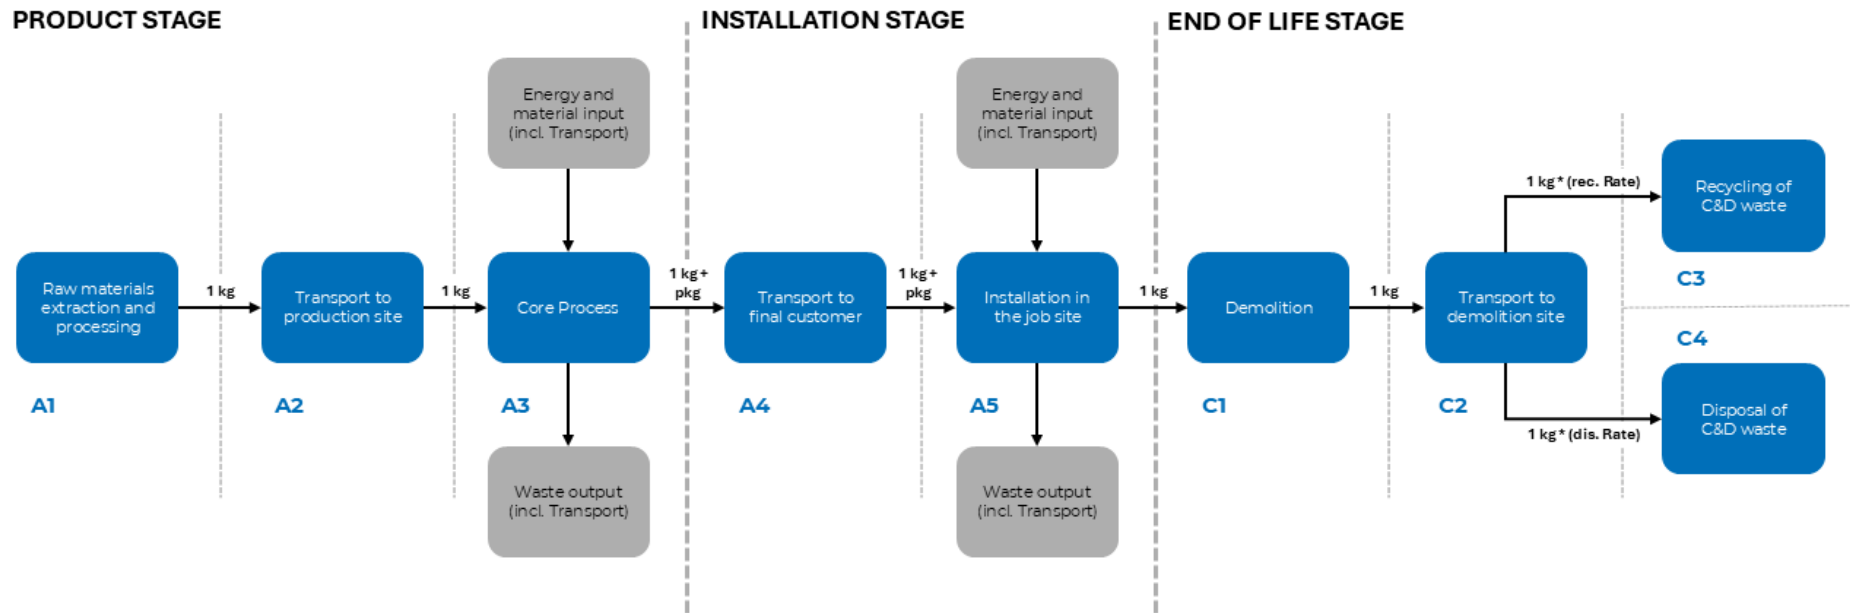 PRODUCT STAGE
INSTALLATION STAGE
END OF LIFE STAGE
Energy and
material input
(incl. Transport)
Energy and
material input
(incl. Transport)
1 kg * (rec. Rate)
Recycling of
C&D waste
C3
Raw materials
extraction and
processing
1 kg
Transport to
production site
1 kg
Core Process
1 kg +
pkg
Transport to
final customer
1 kg +
pkg
Installation in
the job site
1 kg
Demolition
1 kg
Transport to
demolition site
C4
A1
A2
A3
A4
A5
C1
C2
1 kg * (dis. Rate)
Disposal of
C&D waste
Waste output
(incl. Transport)
Waste output
(incl. Transport)